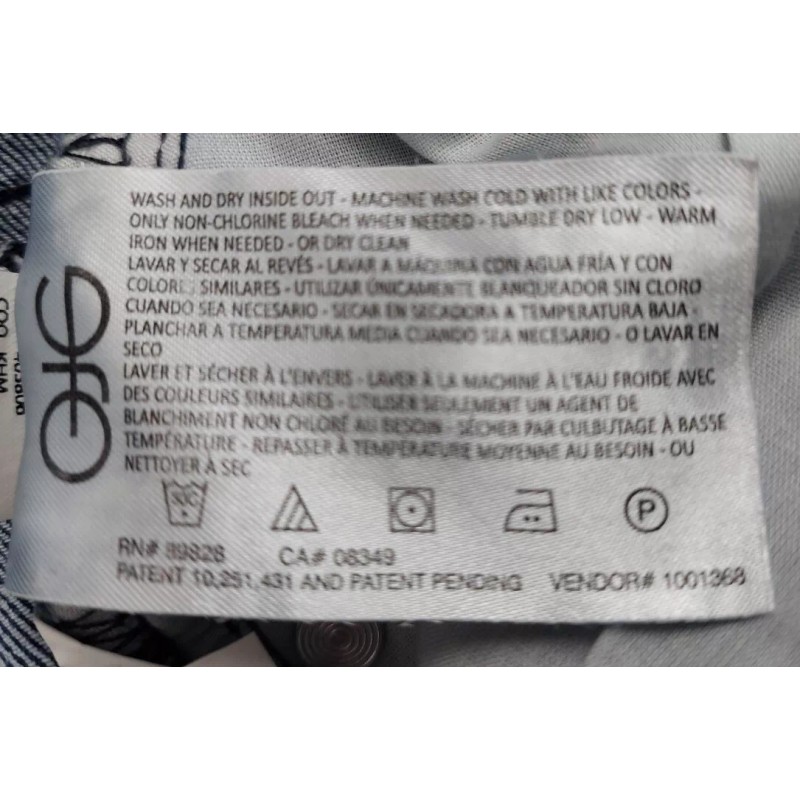 WASH AND DRY INSIDE OUT - MACHINE WASH COLD WITH LIKE COLORS -
ONLY NON-CHLORINE BLEACH WHEN NEEDED - TUMBLE DRY LOW - WARM
IRON WHEN NEEDED - OR DRY CLEAN
LAVAR Y SECAR AL REVÉS - LAVAR A MÁQUINA CON AGUA FRÍA Y CON
COLORES SIMILARES - UTILIZAR ÚNICAMENTE BLANQUEADOR SIN CLORO
CUANDO SEA NECESARIO - SECAR EN SECADORA A TEMPERATURA BAJA -
PLANCHAR A TEMPERATURA MEDIA CUANDO SEA NECESARIO - O LAVAR EN
SECO
LAVER ET SÉCHER À L'ENVERS - LAVER À LA MACHINE À L'EAU FROIDE AVEC
DES COULEURS SIMILAIRES - UTILISER SEULEMENT UN AGENT DE
BLANCHIMENT NON CHLORÉ AU BESOIN - SÉCHER PAR CULBUTAGE À BASSE
TEMPÉRATURE - REPASSER À TEMPÉRATURE MOYENNE AU BESOIN - OU
NETTOYER À SEC
30C
P
RN# 89828 CA# 08349
PATENT 10,251,431 AND PATENT PENDING VENDOR# 1001368